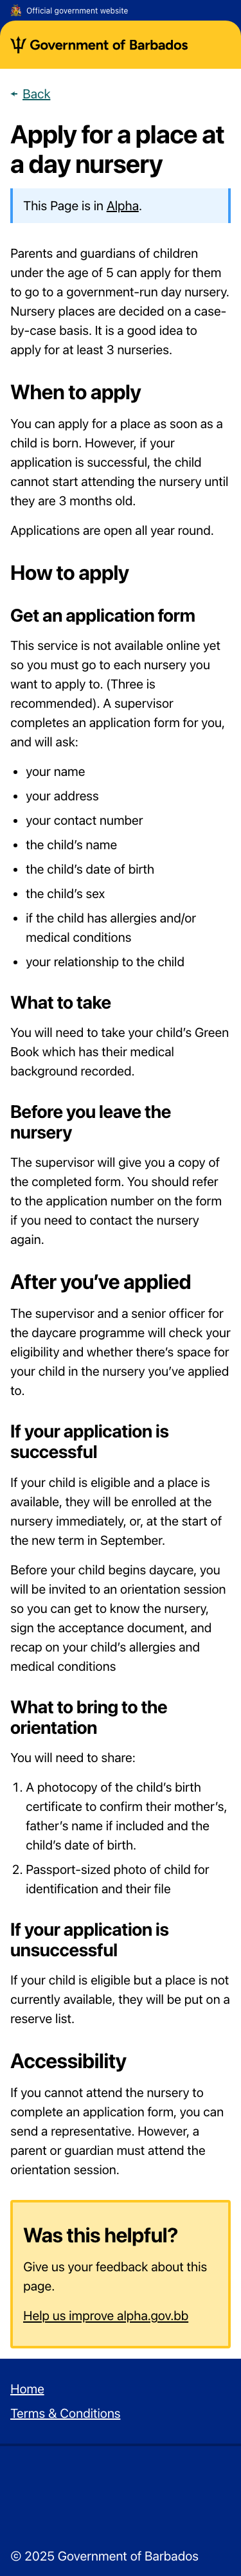 Official government website
Government of Barbados
Back
Apply for a place at
a day nursery
This Page is in Alpha.
Parents and guardians of children
under the age of 5 can apply for them
to go to a government-run day nursery.
Nursery places are decided on a case-
by-case basis. It is a good idea to
apply for at least 3 nurseries.
When to apply
You can apply for a place as soon as a
child is born. However, if your
application is successful, the child
cannot start attending the nursery until
they are 3 months old.
Applications are open all year round.
How to apply
Get an application form
This service is not available online yet
so you must go to each nursery you
want to apply to. (Three is
recommended). A supervisor
completes an application form for you,
and will ask:
• your name
• your address
• your contact number
• the child’s name
• the child’s date of birth
• the child’s sex
• if the child has allergies and/or
medical conditions
• your relationship to the child
What to take
You will need to take your child’s Green
Book which has their medical
background recorded.
Before you leave the
nursery
The supervisor will give you a copy of
the completed form. You should refer
to the application number on the form
if you need to contact the nursery
again.
After you’ve applied
The supervisor and a senior officer for
the daycare programme will check your
eligibility and whether there’s space for
your child in the nursery you’ve applied
to.
If your application is
successful
If your child is eligible and a place is
available, they will be enrolled at the
nursery immediately, or, at the start of
the new term in September.
Before your child begins daycare, you
will be invited to an orientation session
so you can get to know the nursery,
sign the acceptance document, and
recap on your child’s allergies and
medical conditions
What to bring to the
orientation
You will need to share:
1. A photocopy of the child’s birth
certificate to confirm their mother’s,
father’s name if included and the
child’s date of birth.
2. Passport-sized photo of child for
identification and their file
If your application is
unsuccessful
If your child is eligible but a place is not
currently available, they will be put on a
reserve list.
Accessibility
If you cannot attend the nursery to
complete an application form, you can
send a representative. However, a
parent or guardian must attend the
orientation session.
Was this helpful?
Give us your feedback about this
page.
Help us improve alpha.gov.bb
Home
Terms & Conditions
© 2025 Government of Barbados